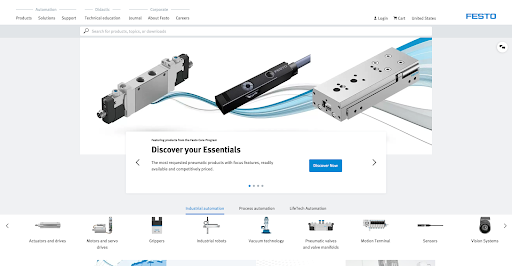 Automation
Didactic
Corporate
Products Solutions Support Technical education Journal About Festo Careers
Login Cart United States
FESTO
Search for products, topics, or downloads
Featuring products from the Festo Core Program
Discover your Essentials
The most requested pneumatic products with focus features, readily
available and competitively priced.
Discover Now
Industrial automation Process automation LifeTech Automation
Actuators and drives
Motors and servo
drives
Grippers
Industrial robots
Vacuum technology
Pneumatic valves
and valve manifolds
Motion Terminal
Sensors
Vision Systems